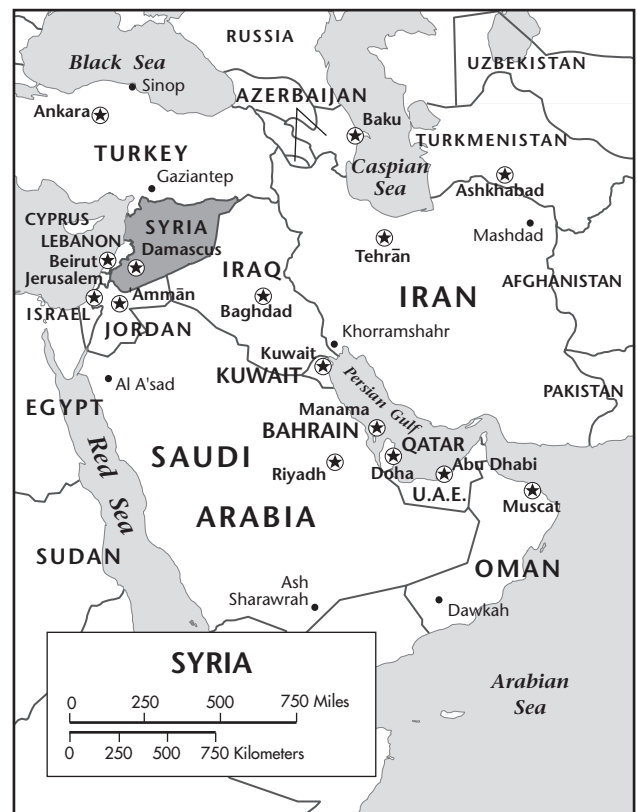 RUSSIA
Black Sea
UZBEKISTAN
Sinop
AZERBAIJAN
Ankara
Baku
TURKMENISTAN
TURKEY
Caspian
Sea
Gaziantep
Ashkhabad
CYPRUS
SYRIA
Mashdad
LEBANON
Damascus
Beirut
Tehrān
Jerusalem
IRAQ
AFGHANISTAN
'Ammān
IRAN
ISRAEL
Baghdad
JORDAN
Khorramshahr
Kuwait
KUWAIT
Al A'sad
Persian Gulf
PAKISTAN
EGYPT
Manama
BAHRAIN
QATAR
SAUDI
Riyadh
Doha
Abu Dhabi
Red Sea
U.A.E.
Muscat
ARABIA
SUDAN
OMAN
Ash
Sharawrah
Dawkah
SYRIA
Arabian
Sea
0 250 500 750 Miles
0 250 500 750 Kilometers